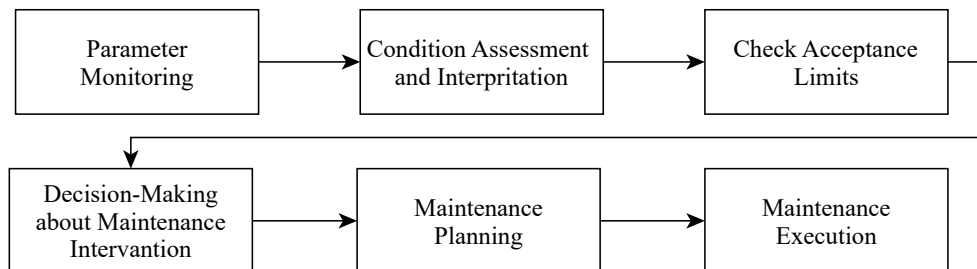 Parameter
Monitoring
Condition Assessment
and Interpritation
Check Acceptance
Limits
Decision-Making
about Maintenance
Intervantion
Maintenance
Planning
Maintenance
Execution